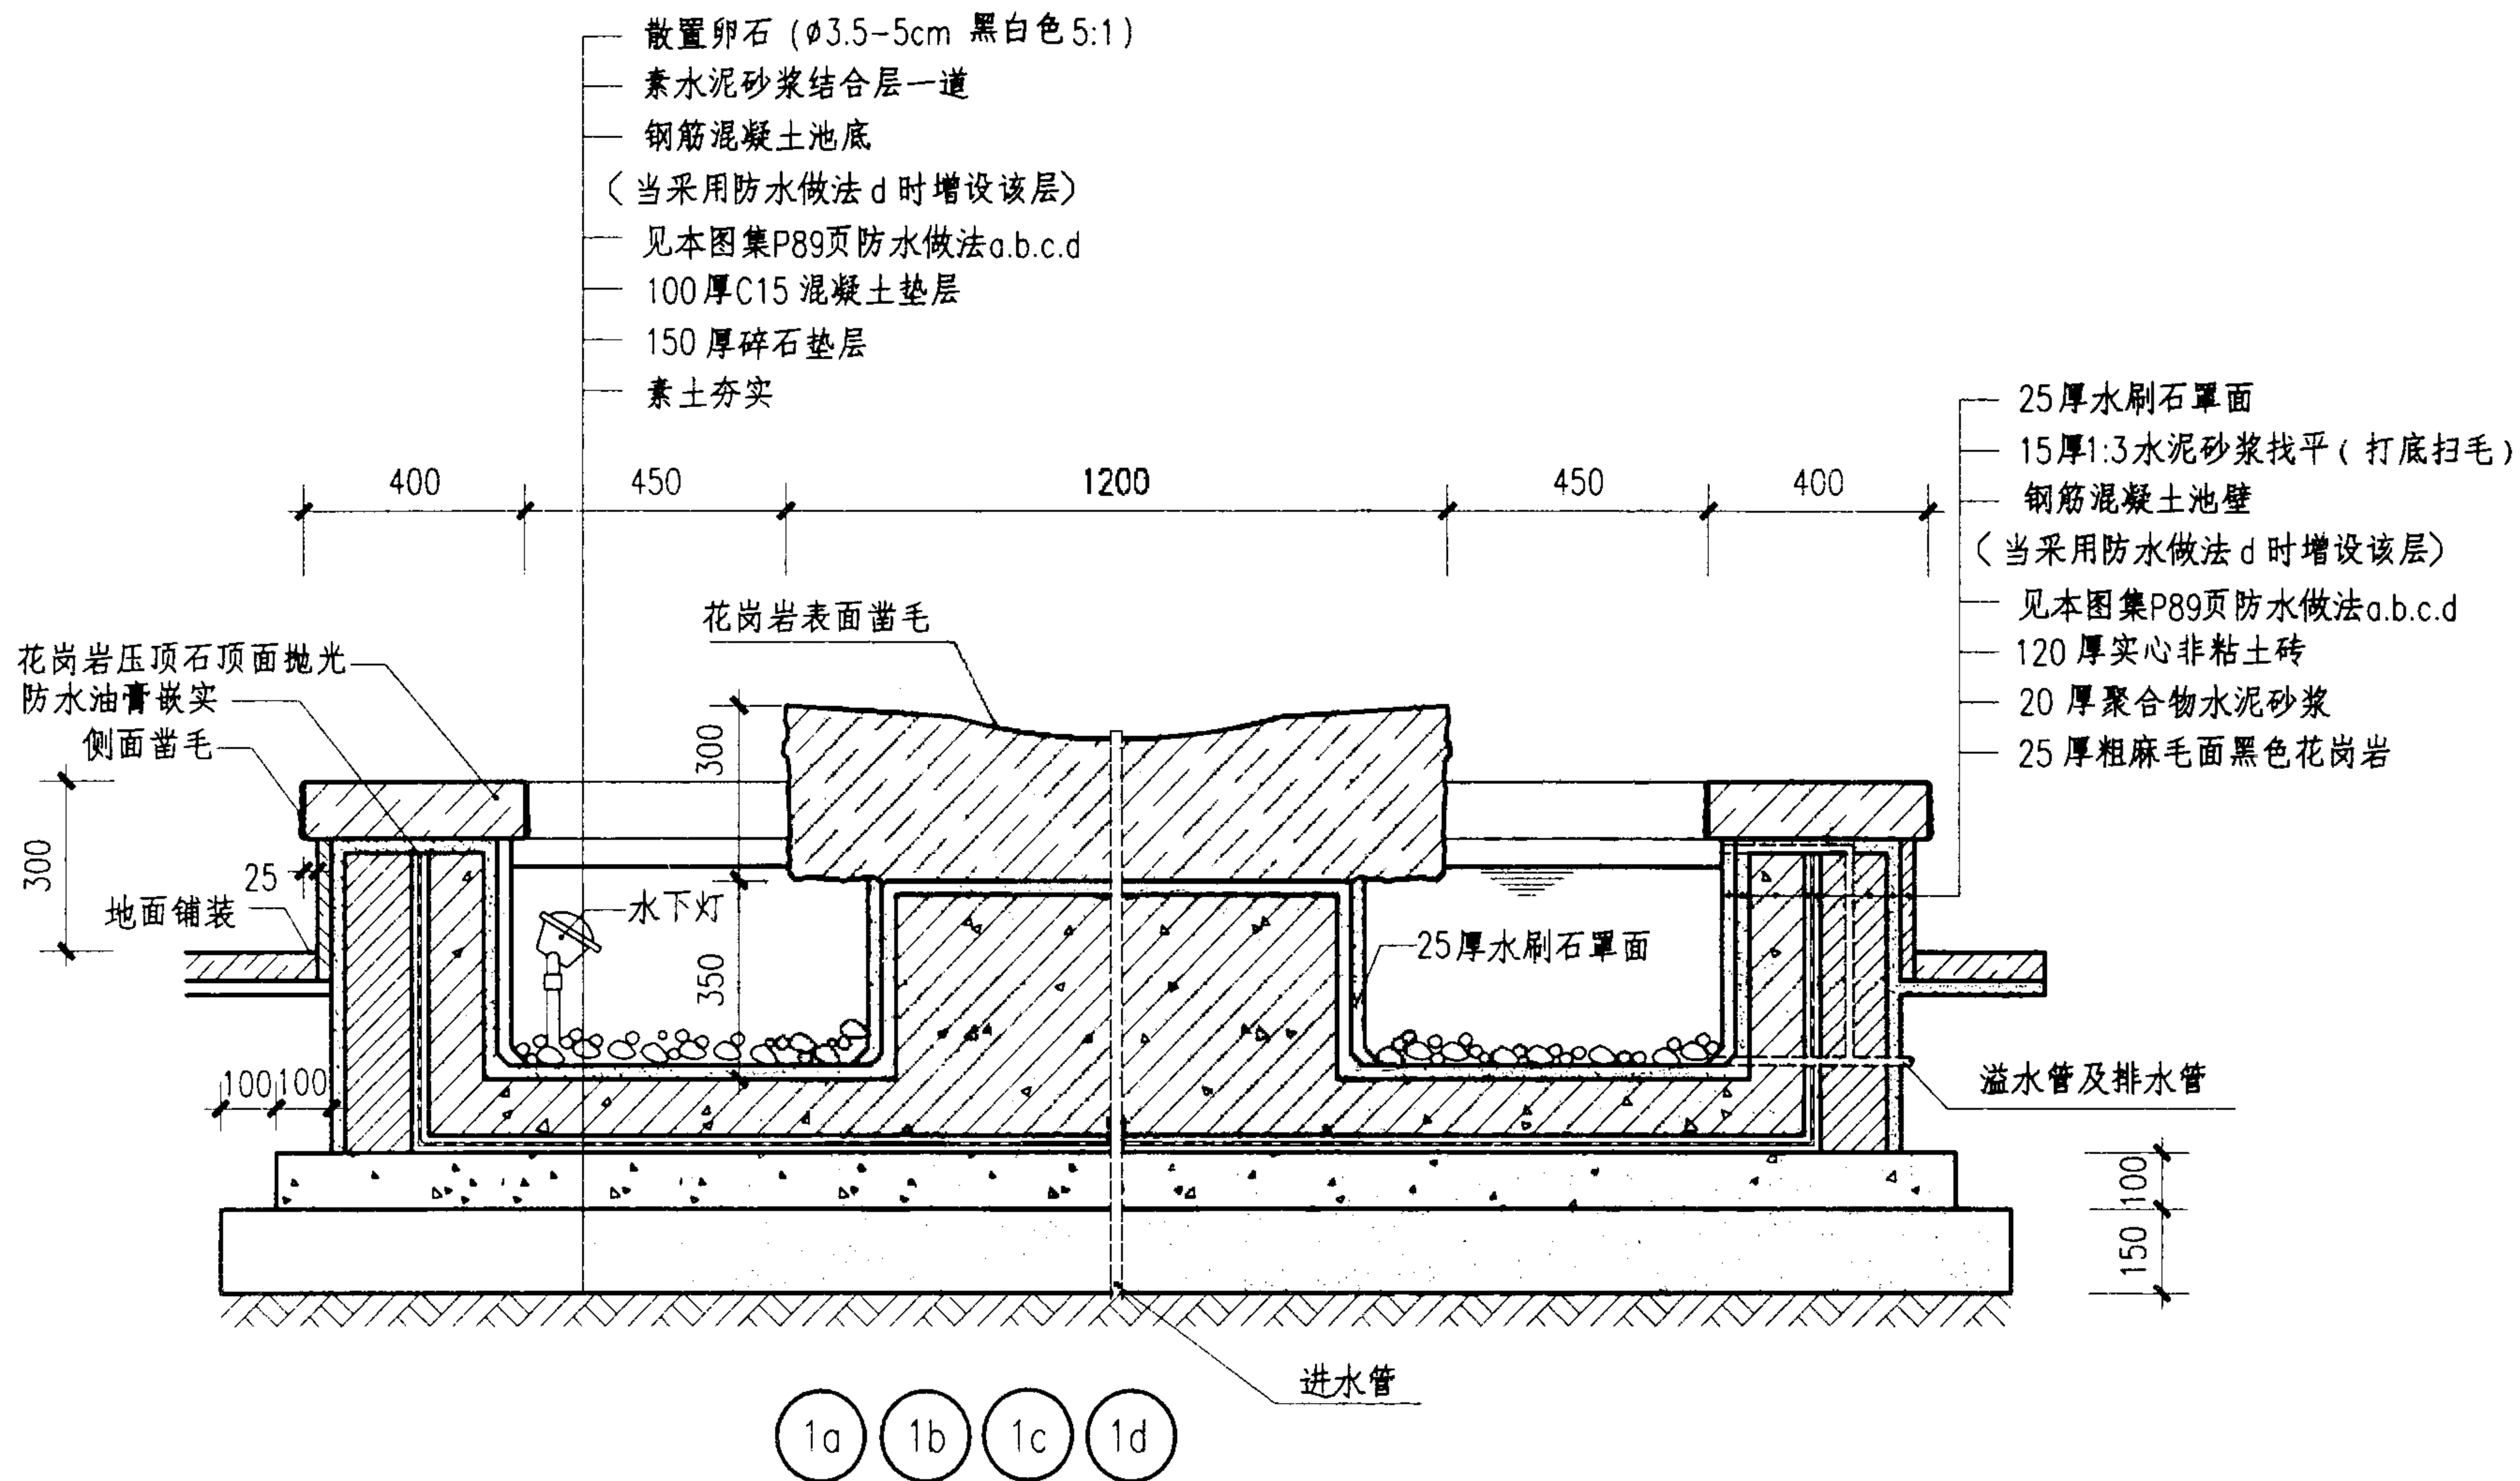 散置卵石 (ø3.5-5cm 黑白色5:1)
素水泥砂浆结合层一道
钢筋混凝土池底
(当采用防水做法d时增设该层)
见本图集P89页防水做法a.b.c.d
100厚C15混凝土垫层
150厚碎石垫层
素土夯实
25厚水刷石罩面
15厚1:3水泥砂浆找平(打底扫毛)
钢筋混凝土池壁
(当采用防水做法d时增设该层)
见本图集P89页防水做法a.b.c.d
120厚实心非粘土砖
20厚聚合物水泥砂浆
25厚粗麻毛面黑色花岗岩
400 450 1200 450 400
花岗岩表面凿毛
花岗岩压顶石顶面抛光
防水油膏嵌实
侧面凿毛
300
300
25
地面铺装
水下灯
350
25厚水刷石罩面
100 100
溢水管及排水管
100
150
进水管
1a 1b 1c 1d